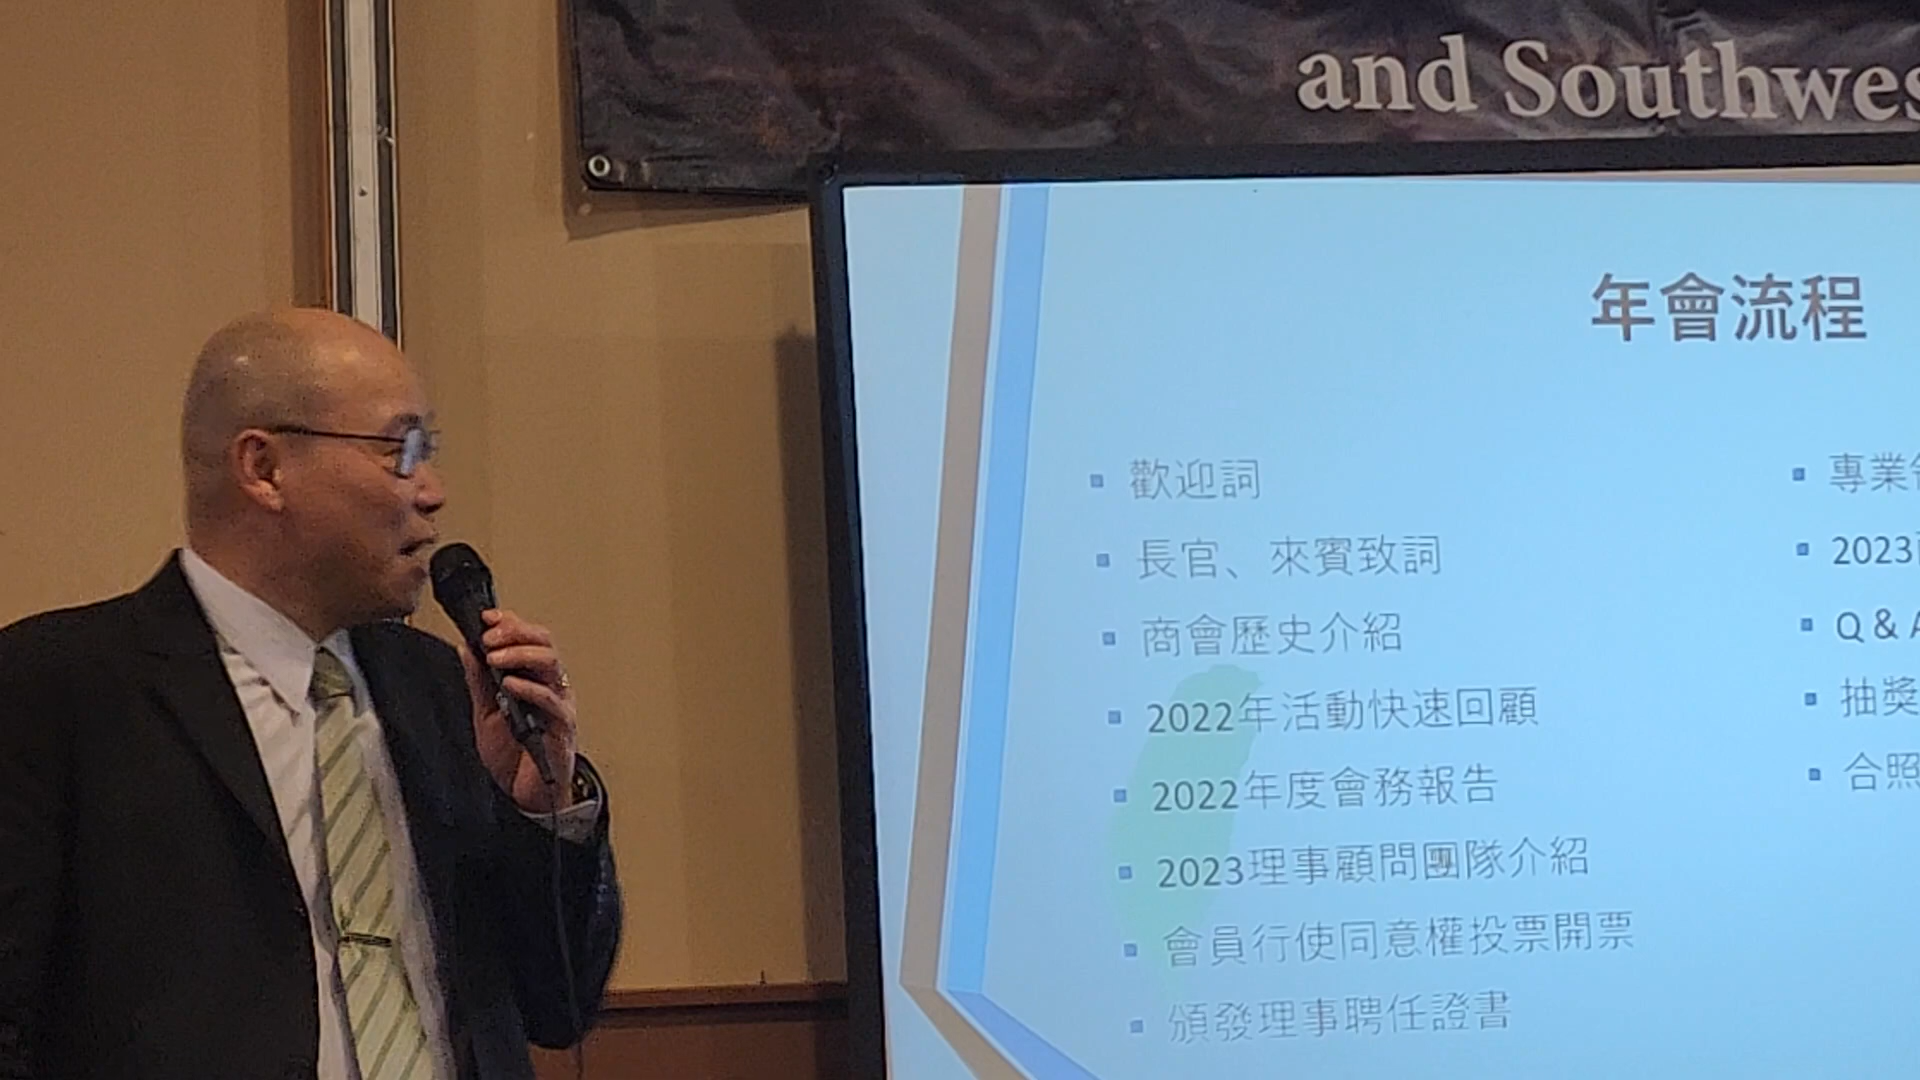 and Southwes
年會流程
歡迎詞
長官、來賓致詞
商會歷史介紹
2022年活動快速回顧
2022年度會務報告
2023理事顧問團隊介紹
會員行使同意權投票開票
頒發理事聘任證書
專業
2023
Q & A
抽獎
合照